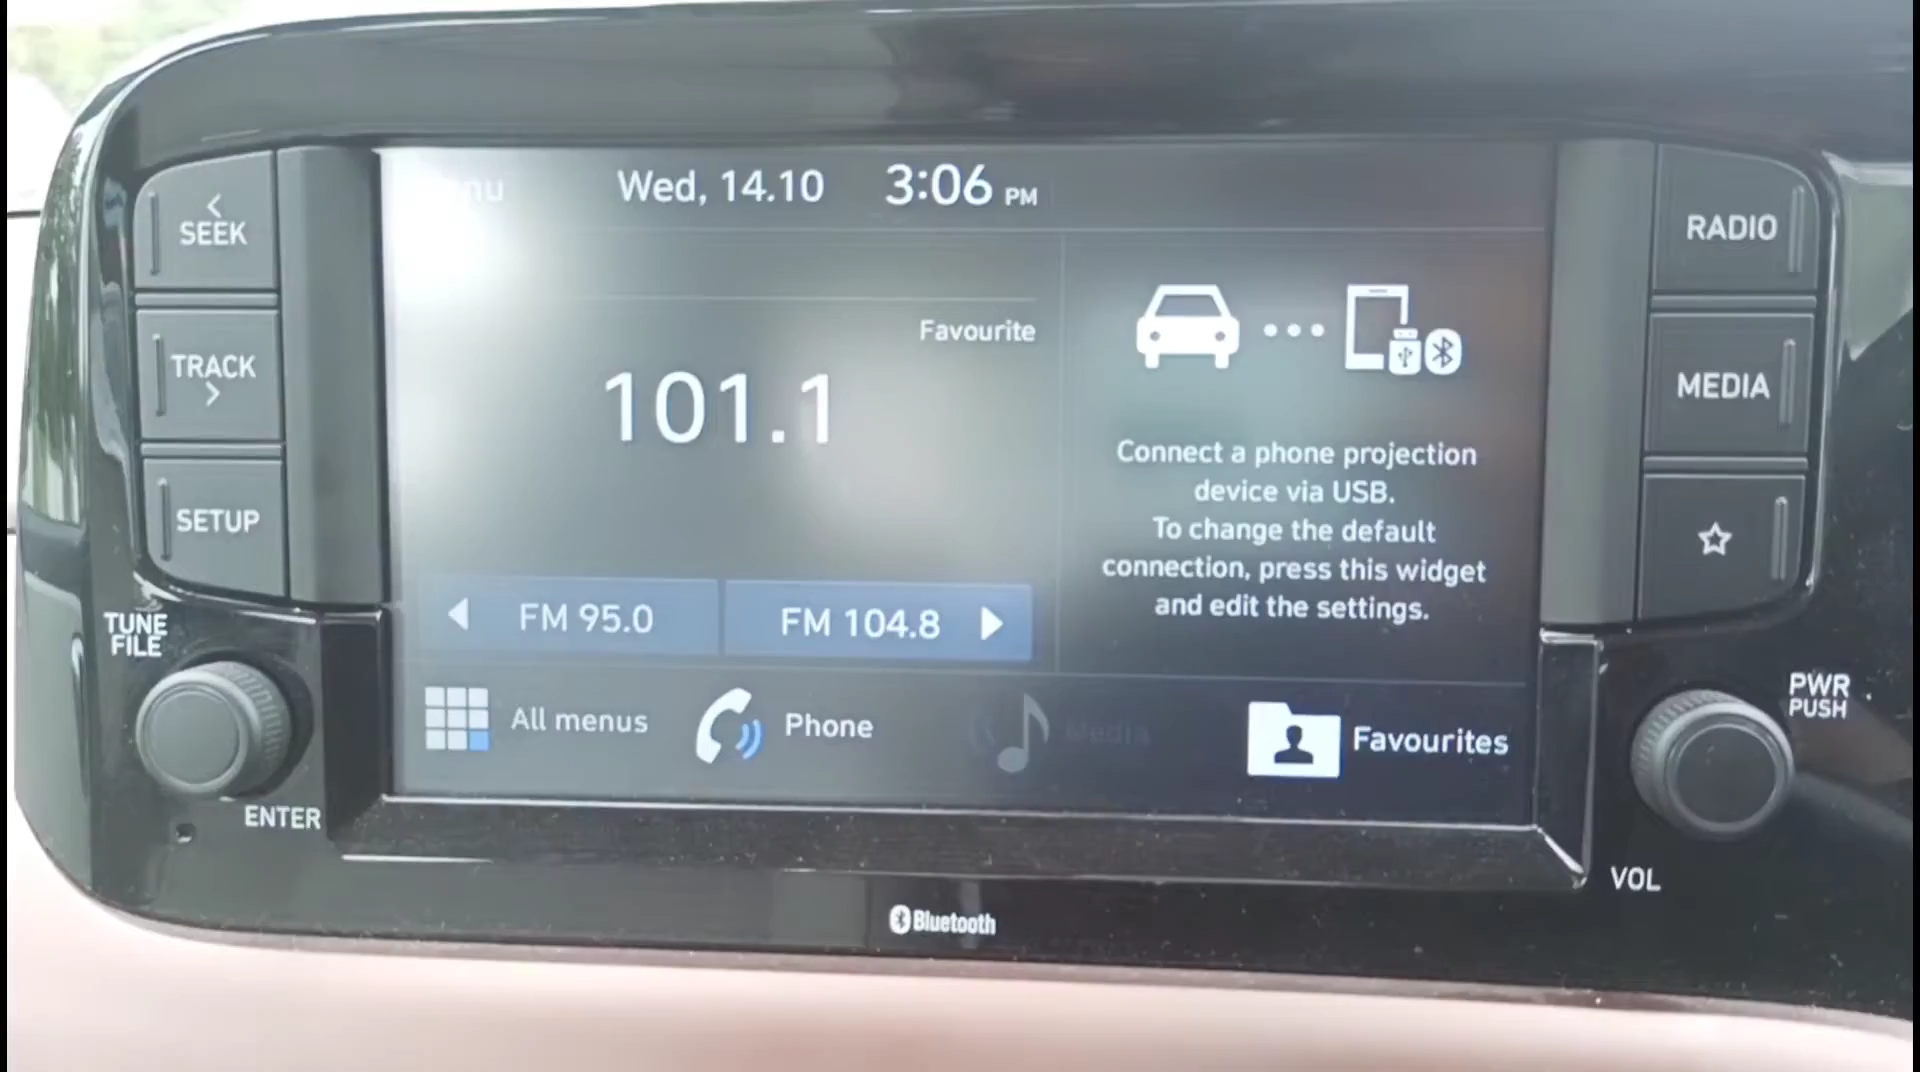 SEEK
TRACK
SETUP
TUNE
FILE
ENTER
Wed, 14.10 3:06 PM
Favourite
101.1
FM 95.0
FM 104.8
Connect a phone projection
device via USB.
To change the default
connection, press this widget
and edit the settings.
All menus
Phone
Media
Favourites
RADIO
MEDIA
PWR
PUSH
VOL
Bluetooth